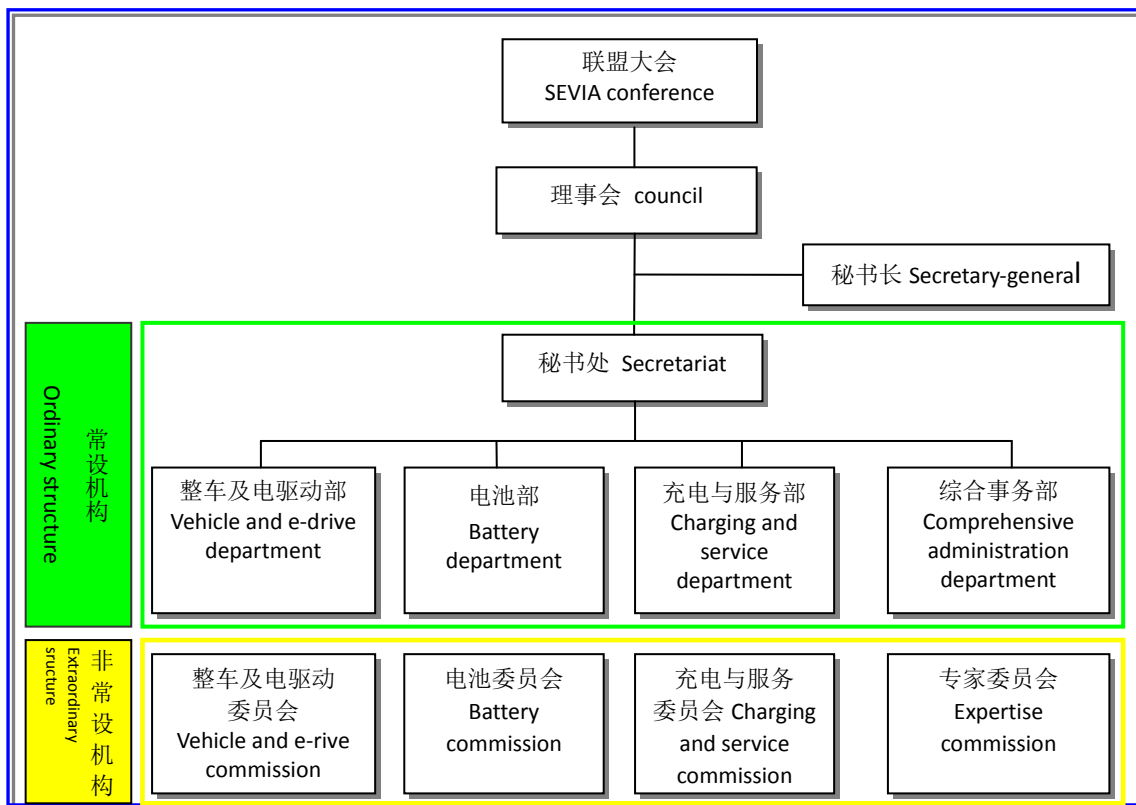 联盟大会
SEVIA conference
理事会 council
秘书长 Secretary-general
常设机构
Ordinary structure
秘书处 Secretariat
整车及电驱动部
Vehicle and e-drive
department
电池部
Battery
department
充电与服务部
Charging and
service
department
综合事务部
Comprehensive
administration
department
非常设机构
Extraordinary
sructure
整车及电驱动
委员会
Vehicle and e-rive
commission
电池委员会
Battery
commission
充电与服务
委员会 Charging
and service
commission
专家委员会
Expertise
commission